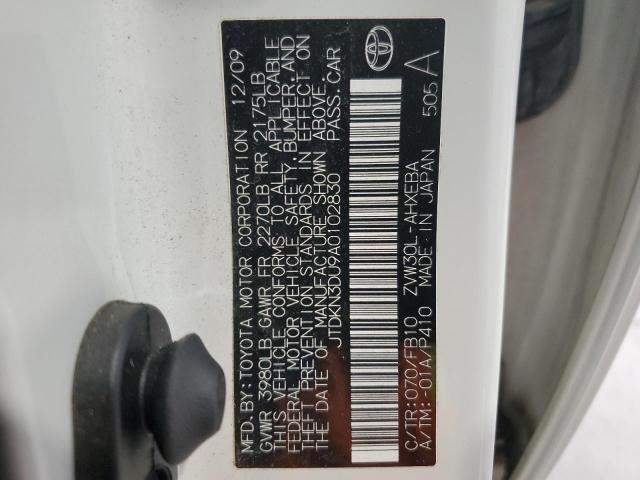 MFD.BY:TOYOTA MOTOR CORPORATION 12/09
GVWR 3980LB GAWR FR 2270LB RR 2175LB
THIS VEHICLE CONFORMS TO ALL APPLICABLE
FEDERAL MOTOR VEHICLE SAFETY, BUMPER, AND
THEFT PREVENTION STANDARDS IN EFFECT ON
THE DATE OF MANUFACTURE SHOWN ABOVE.
JTDKN3DU9A0102830 PASS.CAR
C/TR:070/FB10 ZVW30L-AHXEBA
A/TM:-01A/P410 MADE IN JAPAN 505 A